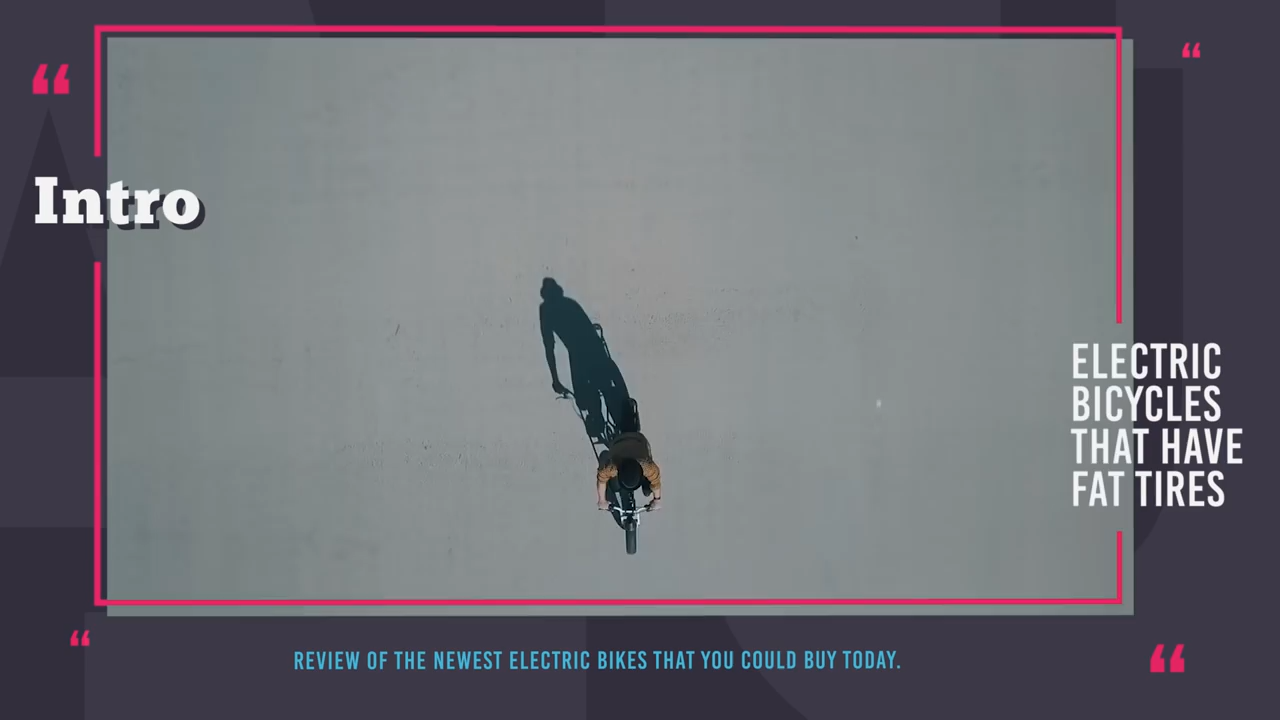 Intro
ELECTRIC
BICYCLES
THAT HAVE
FAT TIRES
REVIEW OF THE NEWEST ELECTRIC BIKES THAT YOU COULD BUY TODAY.